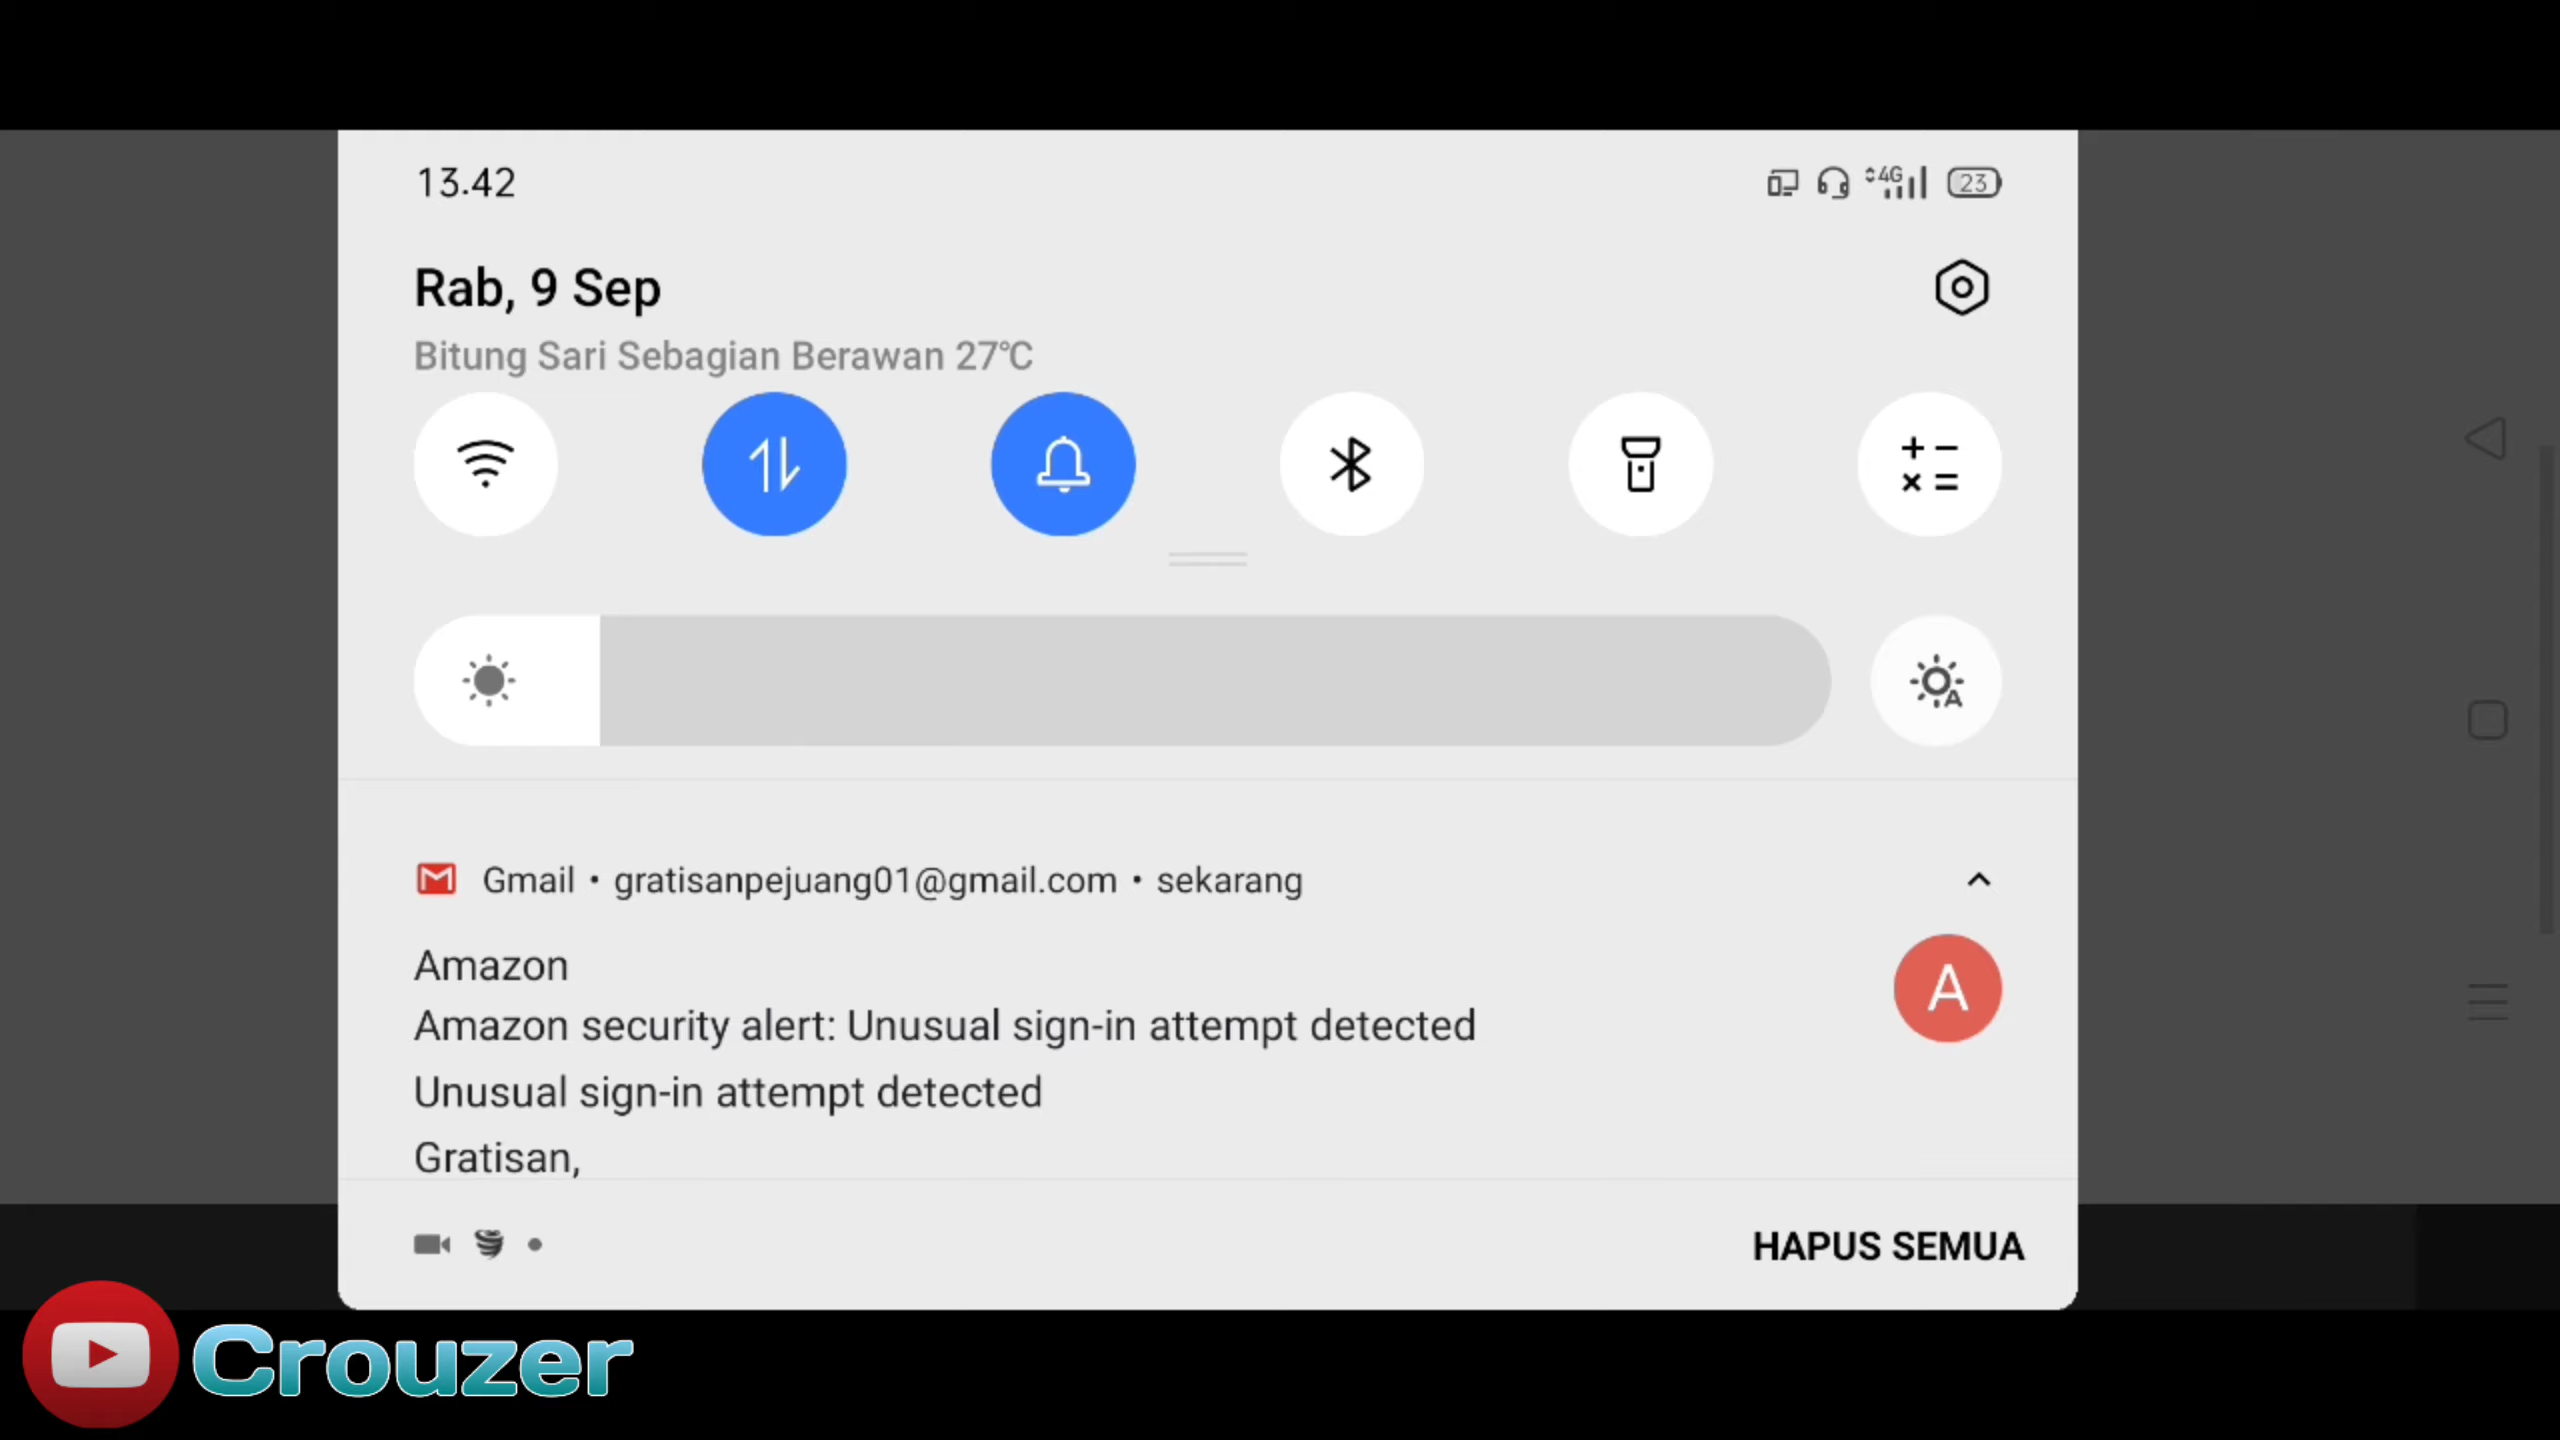 13.42
4G
23
Rab, 9 Sep
Bitung Sari Sebagian Berawan 27°C
A
Gmail • gratisanpejuang01@gmail.com • sekarang
Amazon
A
Amazon security alert: Unusual sign-in attempt detected
Unusual sign-in attempt detected
Gratisan,
HAPUS SEMUA
Crouzer